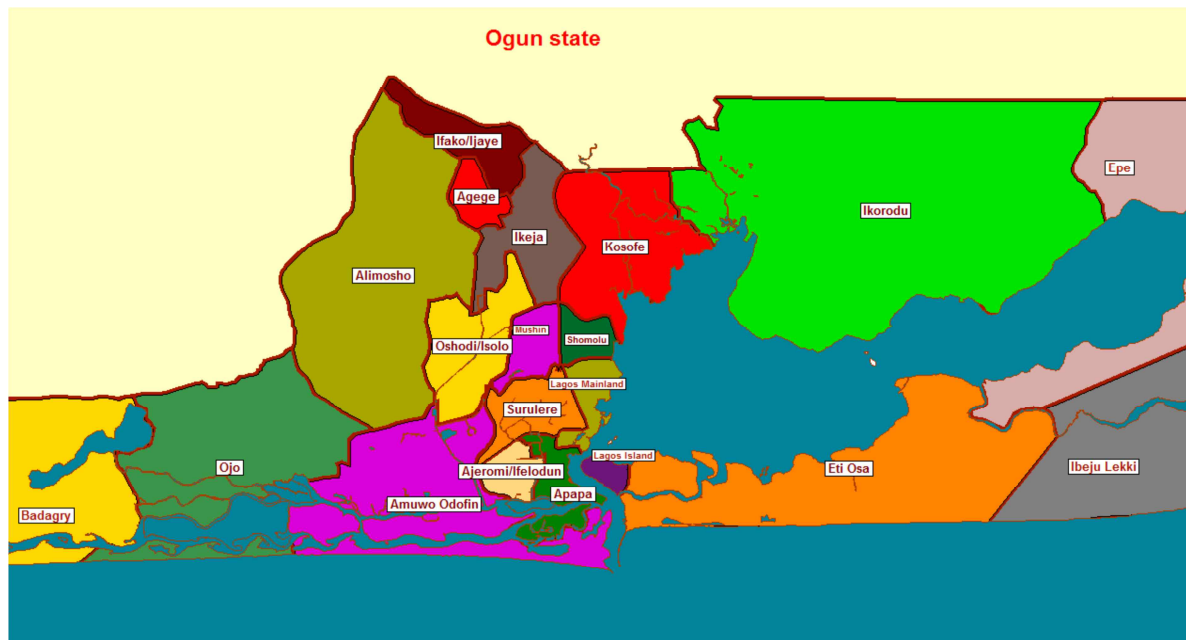 Ogun state
Ifako/Ijaye
Agege
Epe
Ikorodu
Ikeja
Kosofe
Alimosho
Mushin
Shomolu
Oshodi/Isolo
Lagos Mainland
Surulere
Lagos Island
Ojo
Ajeromi/Ifelodun
Eti Osa
Ibeju Lekki
Apapa
Amuwo Odofin
Badagry